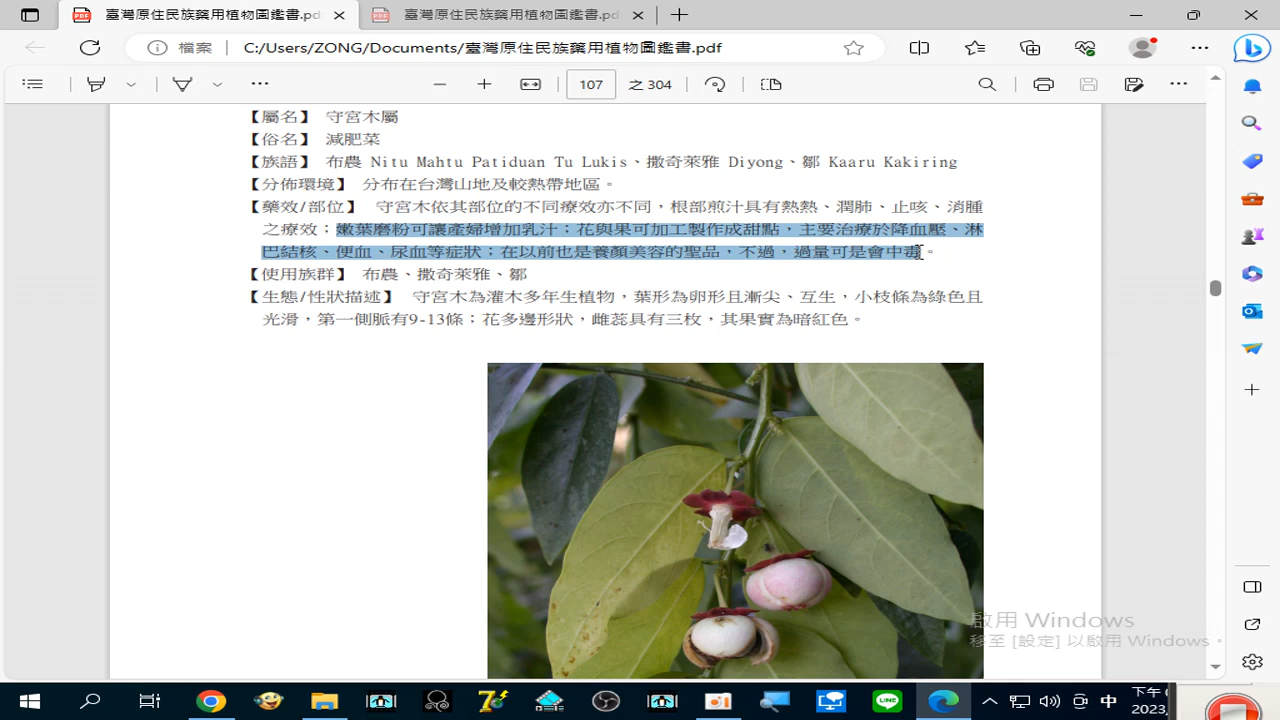 臺灣原住民族藥用植物圖鑑書.pdf
臺灣原住民族藥用植物圖鑑書.pdf
檔案 C:/Users/ZONG/Documents/臺灣原住民族藥用植物圖鑑書.pdf
107 之 304
【屬名】 守宮木屬
【俗名】 減肥菜
【族語】 布農 Nitu Mahtu Patiduan Tu Lukis、撒奇萊雅 Diyong、鄒 Kaaru Kakiring
【分佈環境】 分布在台灣山地及較熱帶地區。
【藥效/部位】 守宮木依其部位的不同療效亦不同，根部煎汁具有熱熱、潤肺、止咳、消腫
之療效；嫩葉磨粉可讓產婦增加乳汁；花與果可加工製作成甜點，主要治療於降血壓、淋
巴結核、便血、尿血等症狀；在以前也是養顏美容的聖品，不過，過量可是會中毒。
【使用族群】 布農、撒奇萊雅、鄒
【生態/性狀描述】 守宮木為灌木多年生植物，葉形為卵形且漸尖、互生，小枝條為綠色且
光滑，第一側脈有9-13條；花多邊形狀，雌蕊具有三枚，其果實為暗紅色。
啟用 Windows
移至 [設定] 以啟用 Windows。
中
下午
2023